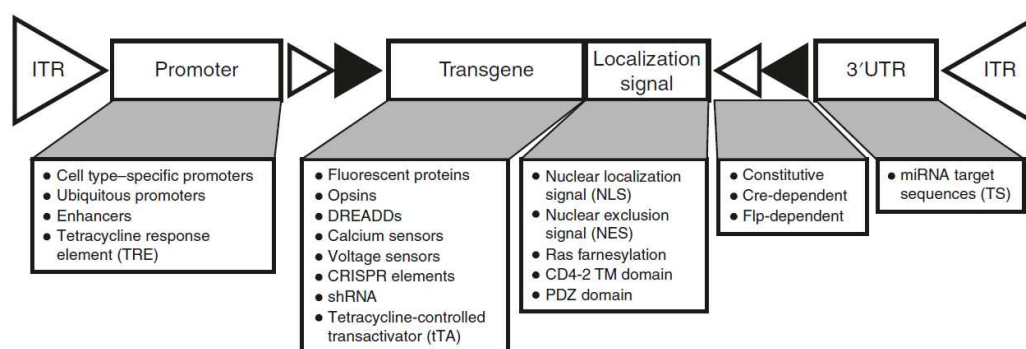 ITR
Promoter
Transgene
Localization
signal
3′UTR
ITR
● Cell type–specific promoters
● Ubiquitous promoters
● Enhancers
● Tetracycline response
element (TRE)
● Fluorescent proteins
● Opsins
● DREADDs
● Calcium sensors
● Voltage sensors
● CRISPR elements
● shRNA
● Tetracycline-controlled
transactivator (tTA)
● Nuclear localization
signal (NLS)
● Nuclear exclusion
signal (NES)
● Ras farnesylation
● CD4-2 TM domain
● PDZ domain
● Constitutive
● Cre-dependent
● Flp-dependent
● miRNA target
sequences (TS)